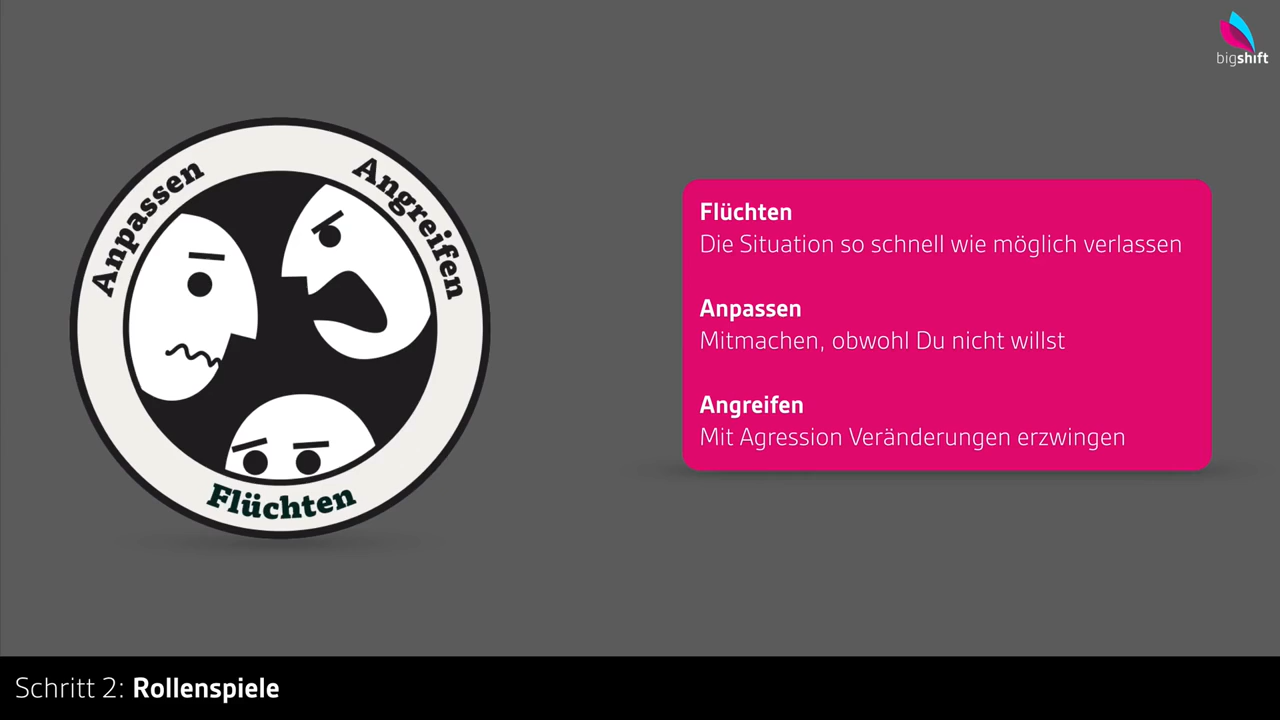 bigshift
Anpassen
Angreifen
Flüchten
Flüchten
Die Situation so schnell wie möglich verlassen
Anpassen
Mitmachen, obwohl Du nicht willst
Angreifen
Mit Agression Veränderungen erzwingen
Schritt 2: Rollenspiele